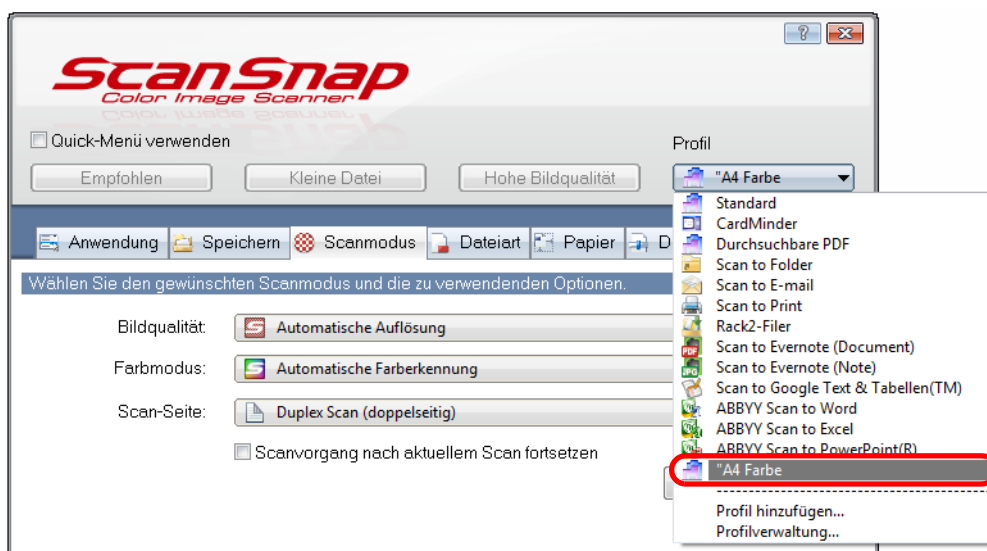 ScanSnap
Color Image Scanner
Quick-Menü verwenden
Profil
Empfohlen
Kleine Datei
Hohe Bildqualität
"A4 Farbe
Anwendung
Speichern
Scanmodus
Dateiart
Papier
D
Wählen Sie den gewünschten Scanmodus und die zu verwendenden Optionen.
Bildqualität:
Automatische Auflösung
Farbmodus:
Automatische Farberkennung
Scan-Seite:
Duplex Scan (doppelseitig)
Scanvorgang nach aktuellem Scan fortsetzen
Standard
CardMinder
Durchsuchbare PDF
Scan to Folder
Scan to E-mail
Scan to Print
Rack2-Filer
Scan to Evernote (Document)
Scan to Evernote (Note)
Scan to Google Text & Tabellen(TM)
ABBYY Scan to Word
ABBYY Scan to Excel
ABBYY Scan to PowerPoint(R)
"A4 Farbe
Profil hinzufügen...
Profilverwaltung...